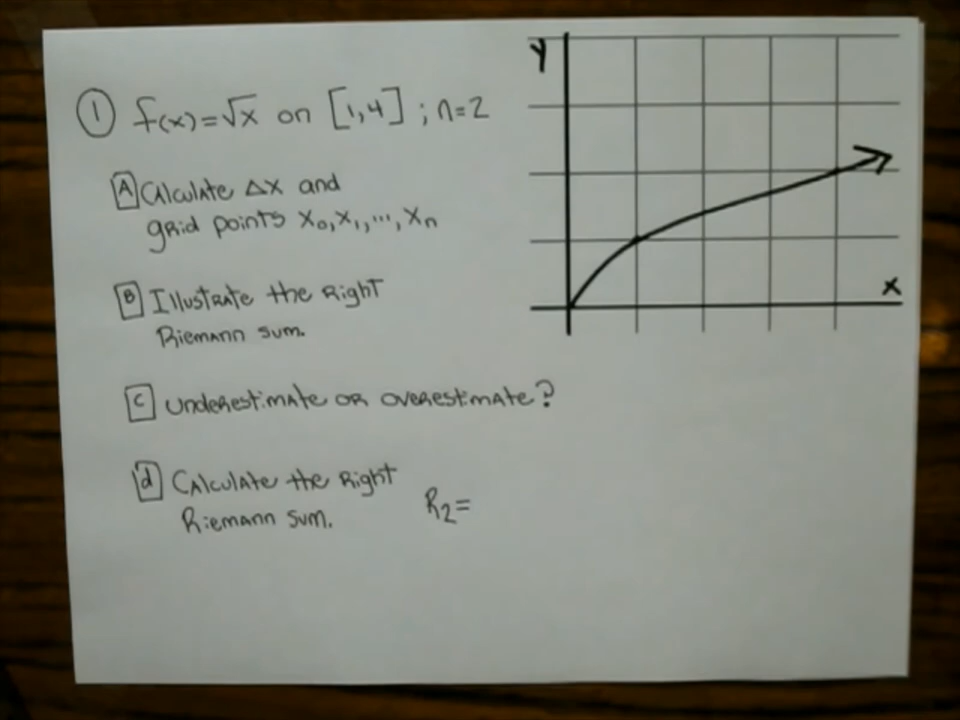 ① f(x)=√x on [1,4] ; n=2
A Calculate Δx and
grid points x₀,x₁,...,xₙ
B Illustrate the Right
Riemann sum.
C Underestimate or overestimate?
d Calculate the Right
Riemann sum.
R₂=
y
x